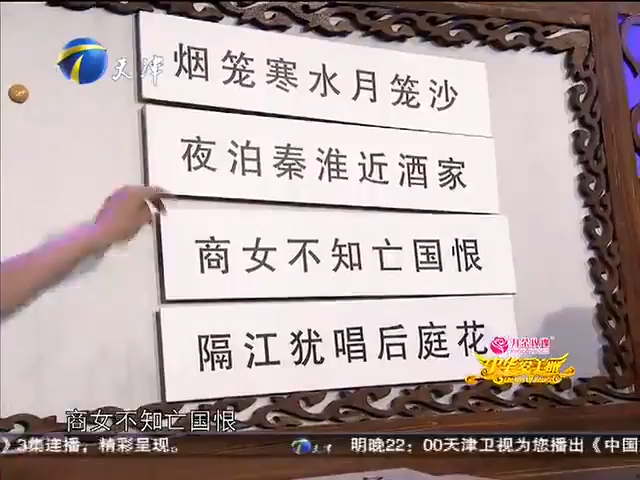 天津
烟笼寒水月笼沙
夜泊秦淮近酒家
商女不知亡国恨
隔江犹唱后庭花
商女不知亡国恨
》3集连播，精彩呈现。 天津 明晚22：00天津卫视为您播出《中国